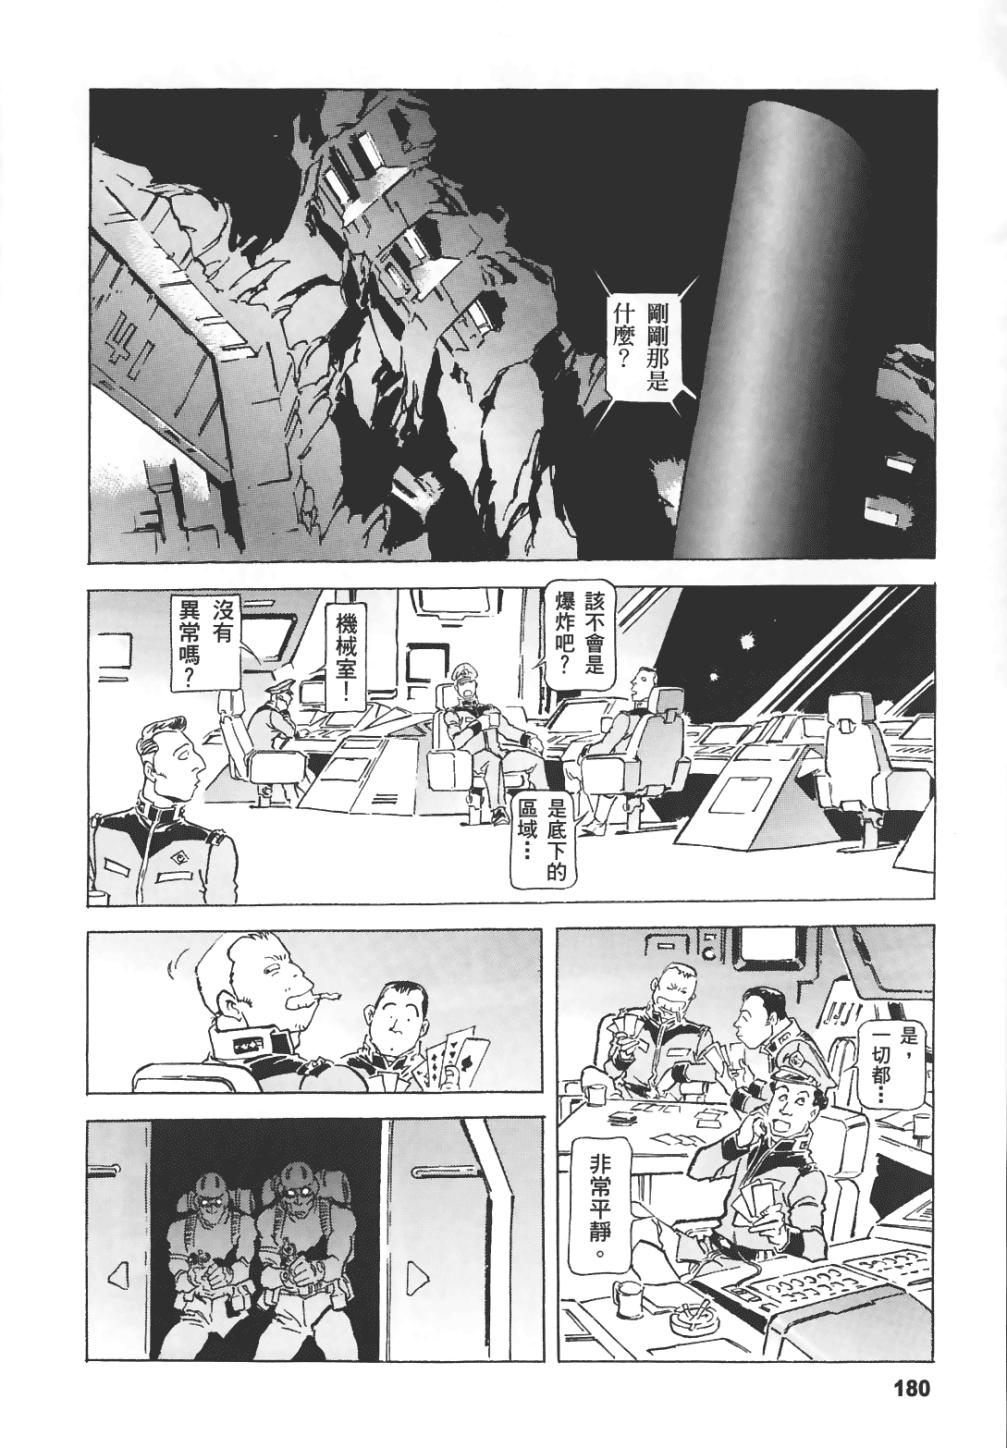 剛剛那是
什麼？
該不會是
爆炸吧？
是底下的
區域…
機械室！
沒有
異常嗎？
是，
一切都…
非常平靜。
180